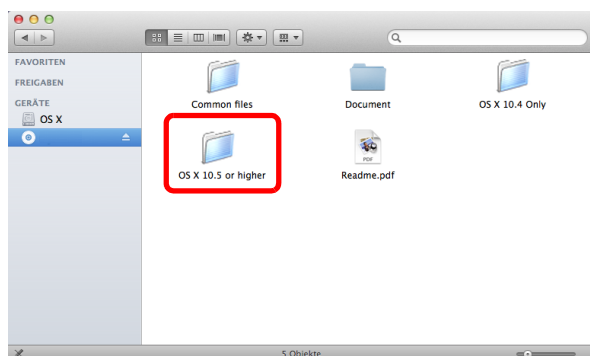 FAVORITEN
FREIGABEN
GERÄTE
OS X
Common files
Document
OS X 10.4 Only
OS X 10.5 or higher
PDF
Readme.pdf
5 Objekte